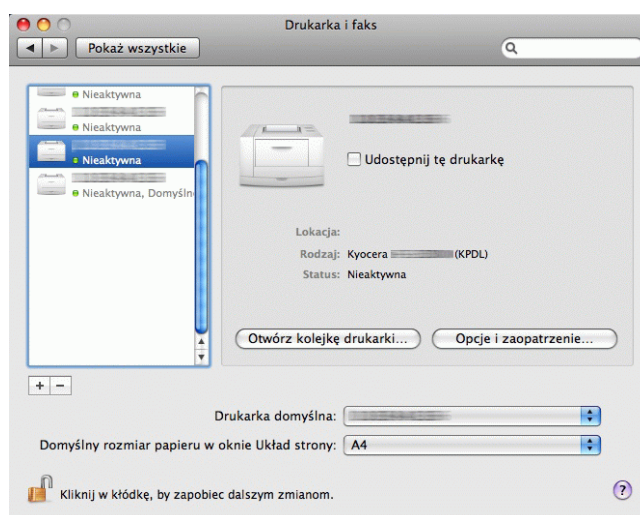 Drukarka i faks
Pokaż wszystkie
Nieaktywna
Nieaktywna
Nieaktywna
Nieaktywna, Domyśln
Udostępnij tę drukarkę
Lokacja:
Rodzaj: Kyocera (KPDL)
Status: Nieaktywna
Otwórz kolejkę drukarki... Opcje i zaopatrzenie...
+ −
Drukarka domyślna:
Domyślny rozmiar papieru w oknie Układ strony: A4
Kliknij w kłódkę, by zapobiec dalszym zmianom. ?